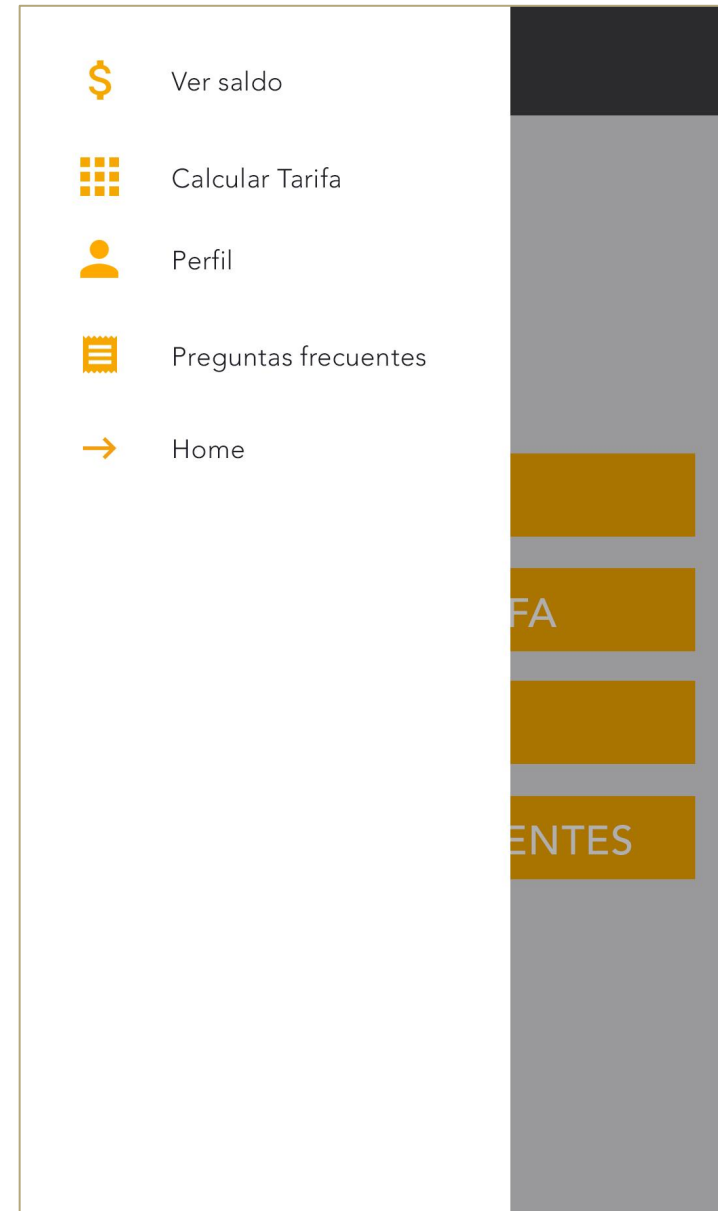 Ver saldo
Calcular Tarifa
Perfil
Preguntas frecuentes
Home
FA
ENTES